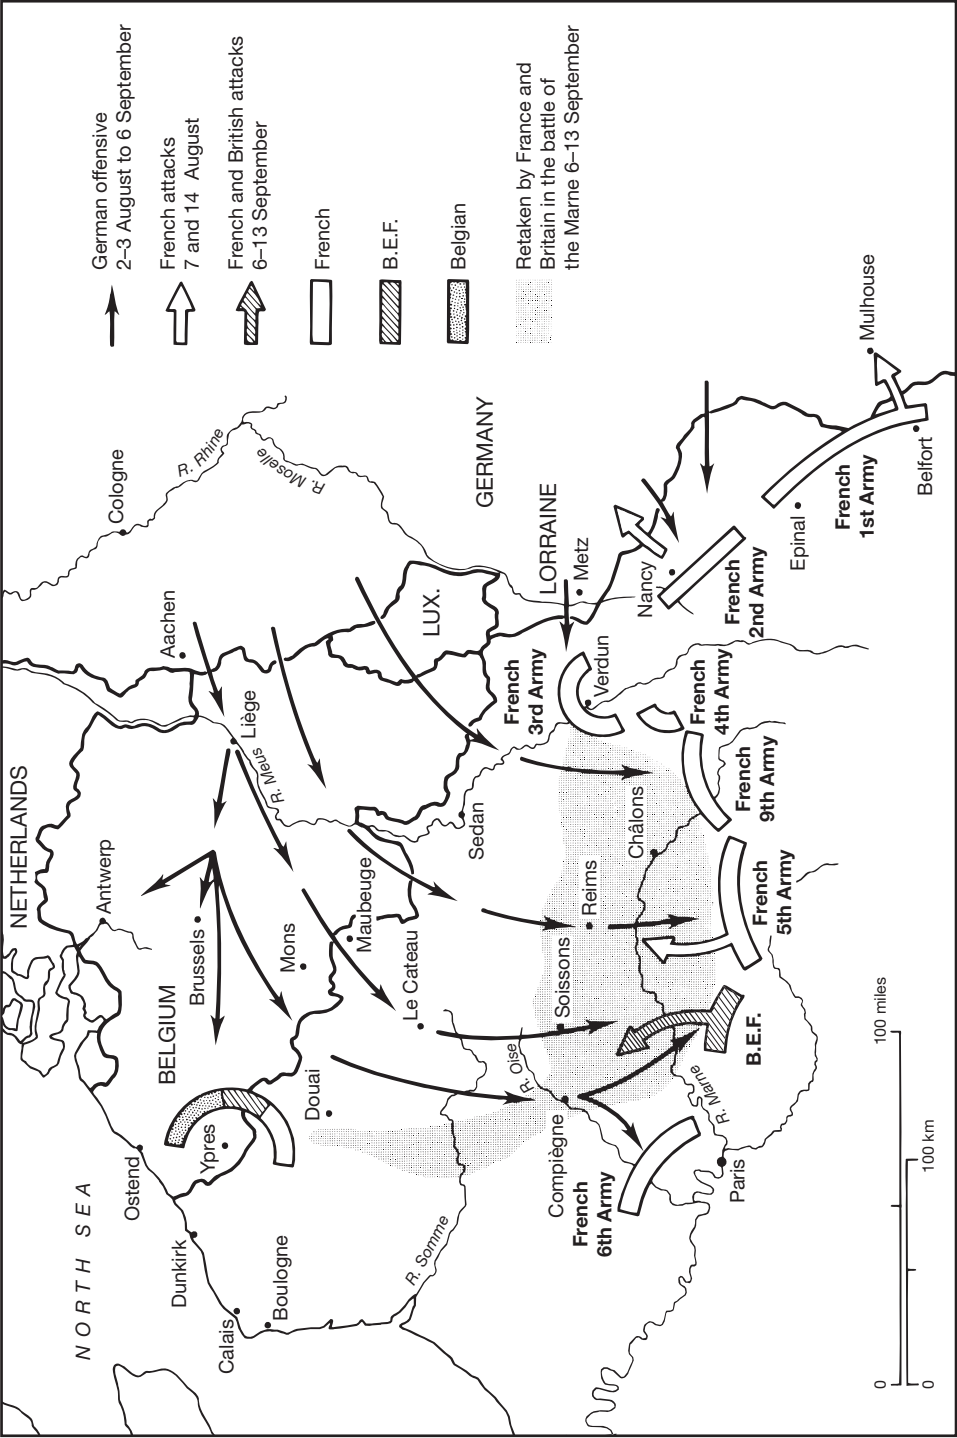 NORTH SEA
NETHERLANDS
BELGIUM
GERMANY
LORRAINE
LUX.
Ostend
Dunkirk
Calais
Boulogne
Ypres
Antwerp
Brussels
Mons
Liège
Aachen
Cologne
R. Rhine
R. Moselle
R. Meus
Maubeuge
Le Cateau
Douai
Sedan
R. Somme
R. Oise
Compiègne
Soissons
Reims
Châlons
Verdun
Metz
Nancy
Epinal
Belfort
Mulhouse
R. Marne
Paris
French
6th Army
B.E.F.
French
5th Army
French
9th Army
French
4th Army
French
3rd Army
French
2nd Army
French
1st Army
German offensive
2–3 August to 6 September
French attacks
7 and 14 August
French and British attacks
6–13 September
French
B.E.F.
Belgian
Retaken by France and
Britain in the battle of
the Marne 6–13 September
0
100 miles
0
100 km